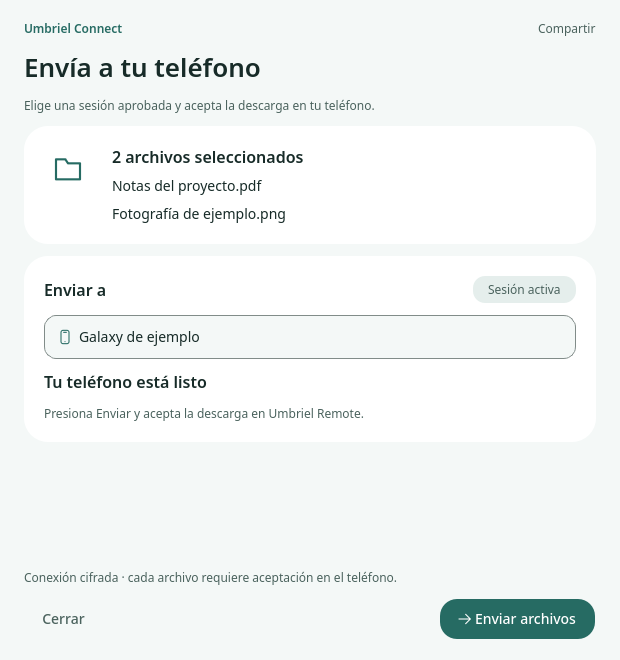 Umbriel Connect
Compartir
Envía a tu teléfono
Elige una sesión aprobada y acepta la descarga en tu teléfono.
2 archivos seleccionados
Notas del proyecto.pdf
Fotografía de ejemplo.png
Enviar a
Sesión activa
Galaxy de ejemplo
Tu teléfono está listo
Presiona Enviar y acepta la descarga en Umbriel Remote.
Conexión cifrada · cada archivo requiere aceptación en el teléfono.
Cerrar
Enviar archivos